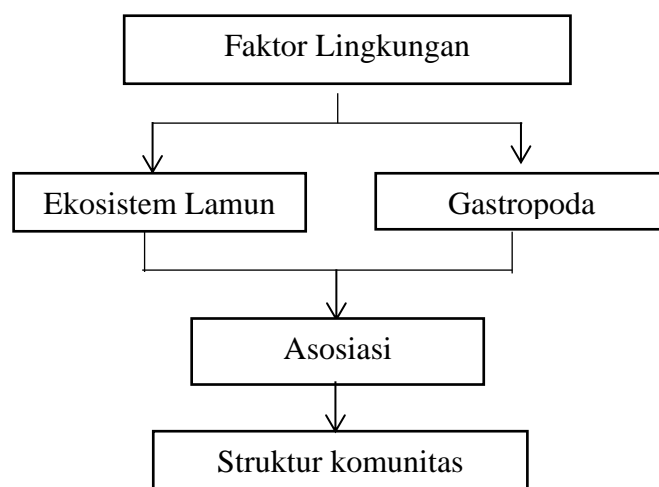 Faktor Lingkungan
Ekosistem Lamun
Gastropoda
Asosiasi
Struktur komunitas